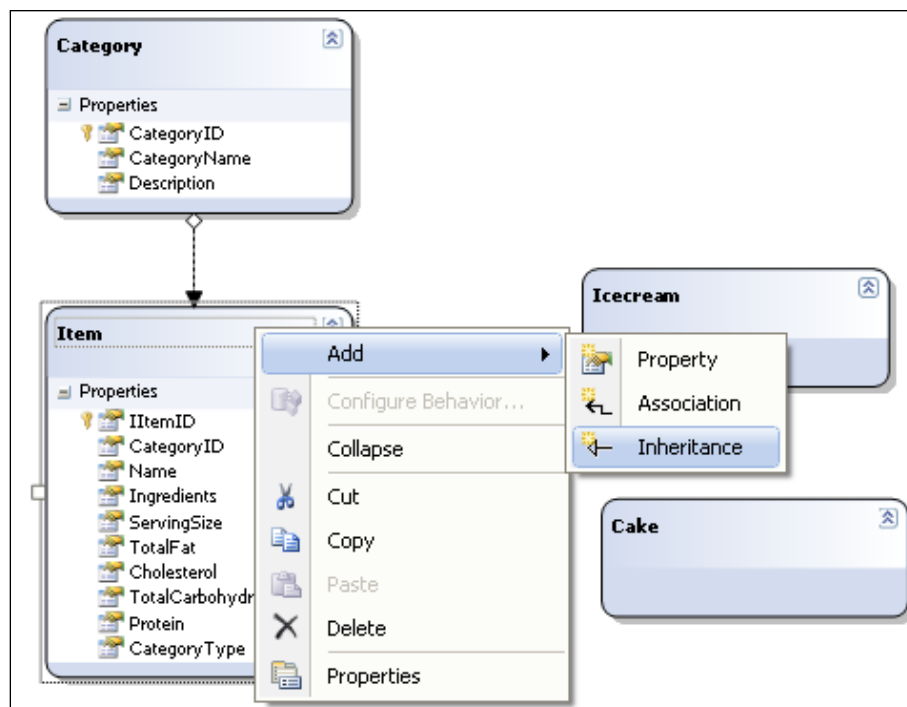 Category
Properties
CategoryID
CategoryName
Description
Item
Properties
IItemID
CategoryID
Name
Ingredients
ServingSize
TotalFat
Cholesterol
TotalCarbohydr
Protein
CategoryType
Add
Configure Behavior...
Collapse
Cut
Copy
Paste
Delete
Properties
Property
Association
Inheritance
Icecream
Cake